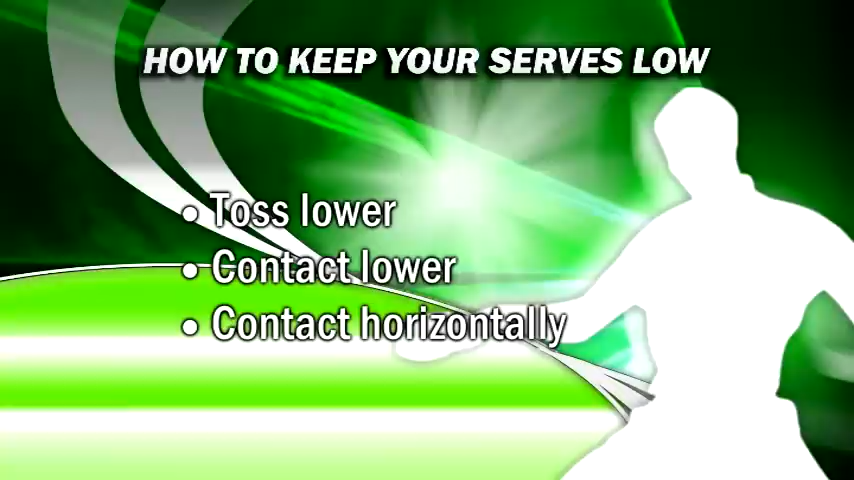 HOW TO KEEP YOUR SERVES LOW
• Toss lower
• Contact lower
• Contact horizontally